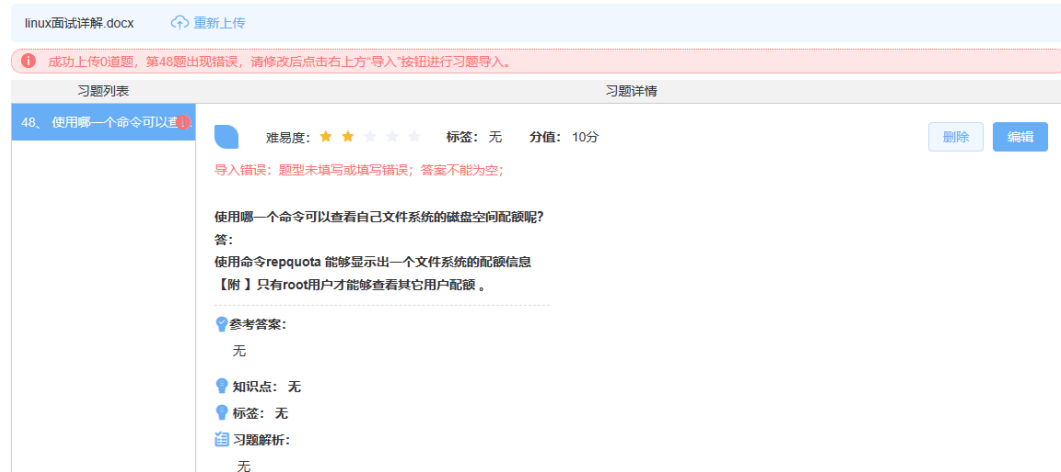 linux面试详解.docx 重新上传
成功上传0道题，第48题出现错误，请修改后点击右上方“导入”按钮进行习题导入。
习题列表 习题详情
48、 使用哪一个命令可以查
难易度： 标签： 无 分值： 10分 删除 编辑
导入错误：题型未填写或填写错误；答案不能为空；
使用哪一个命令可以查看自己文件系统的磁盘空间配额呢？
答：
使用命令repquota 能够显示出一个文件系统的配额信息
【附 】只有root用户才能够查看其它用户配额 。
参考答案：
无
知识点： 无
标签： 无
习题解析：
无